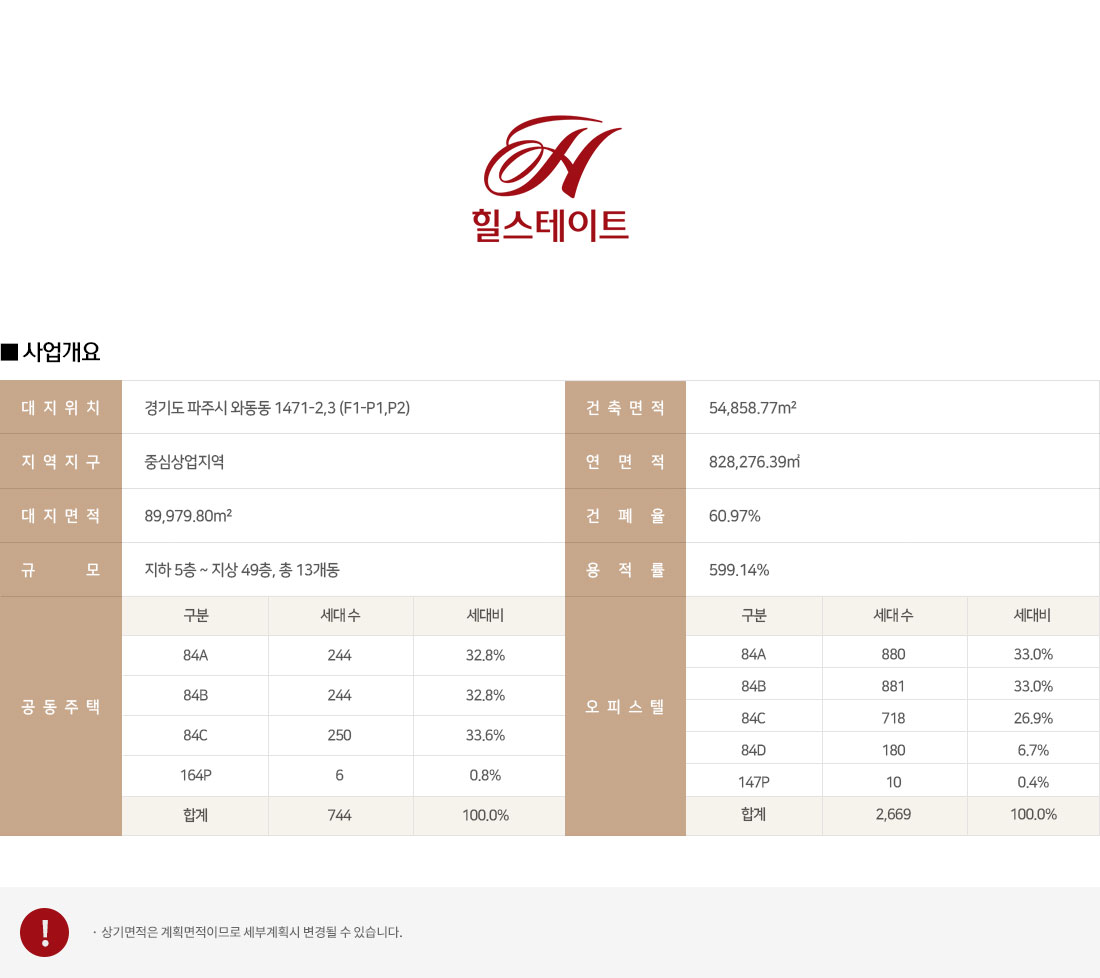 힐스테이트
■ 사업개요
대지위치 경기도 파주시 와동동 1471-2,3 (F1-P1,P2) 건축면적 54,858.77m²
지역지구 중심상업지역 연면적 828,276.39㎡
대지면적 89,979.80m² 건폐율 60.97%
규모 지하 5층 ~ 지상 49층, 총 13개동 용적률 599.14%
공동주택
구분 세대 수 세대비
84A 244 32.8%
84B 244 32.8%
84C 250 33.6%
164P 6 0.8%
합계 744 100.0%
오피스텔
구분 세대 수 세대비
84A 880 33.0%
84B 881 33.0%
84C 718 26.9%
84D 180 6.7%
147P 10 0.4%
합계 2,669 100.0%
! · 상기면적은 계획면적이므로 세부계획시 변경될 수 있습니다.